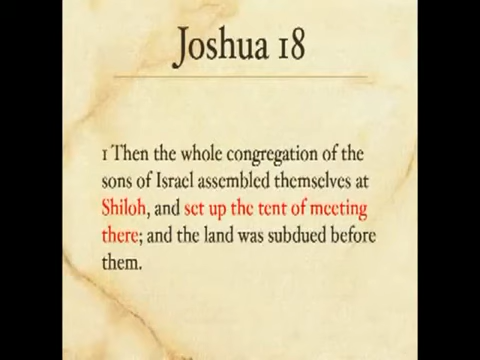 Joshua 18
1 Then the whole congregation of the
sons of Israel assembled themselves at
Shiloh, and set up the tent of meeting
there; and the land was subdued before
them.